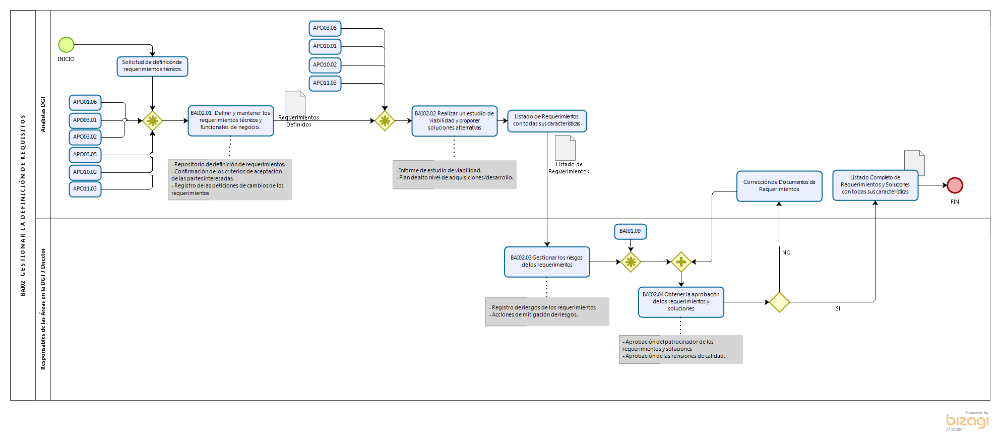 BAI02 GESTIONAR LA DEFINICIÓN DE REQUISITOS
Analistas DGT
INICIO
Solicitud de definición de
requerimientos técnicos.
APO01.06
APO03.01
APO03.02
APO03.05
APO10.02
APO11.03
BAI02.01 Definir y mantener los
requerimientos técnicos y
funcionales de negocio.
- Repositorio de definición de requerimientos.
- Confirmación de los criterios de aceptación
de las partes interesadas.
- Registro de las peticiones de cambios de los
requerimientos
Requerimientos
Definidos
APO03.05
APO10.01
APO10.02
APO11.03
BAI02.02 Realizar un estudio de
viabilidad y proponer
soluciones alternativas
- Informe de estudio de viabilidad.
- Plan de alto nivel de adquisiciones/desarrollo.
Listado de Requerimientos
con todas sus características
Listado de
Requerimientos
Corrección de Documentos de
Requerimientos
Listado Completo de
Requerimientos y Soluciones
con todas sus características
FIN
Responsables de las Áreas en la DGT / Director
BAI02.03 Gestionar los riesgos
de los requerimientos
- Registro de riesgos de los requerimientos.
- Acciones de mitigación de riesgos.
BAI01.09
BAI02.04 Obtener la aprobación
de los requerimientos y
soluciones
- Aprobación del patrocinador de los
requerimientos y soluciones
- Aprobación de las revisiones de calidad.
NO
SI
Powered by
bizagi
Modeler